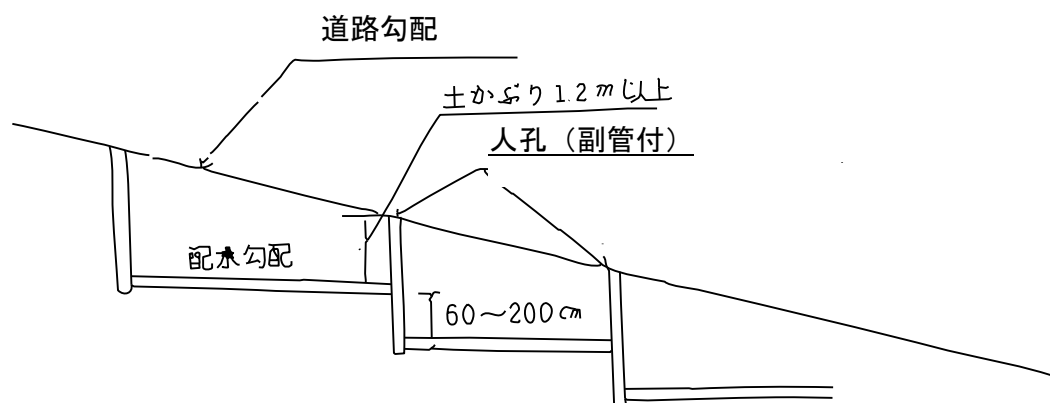 道路勾配
土かぶり1.2m以上
人孔（副管付）
配水勾配
60～200cm